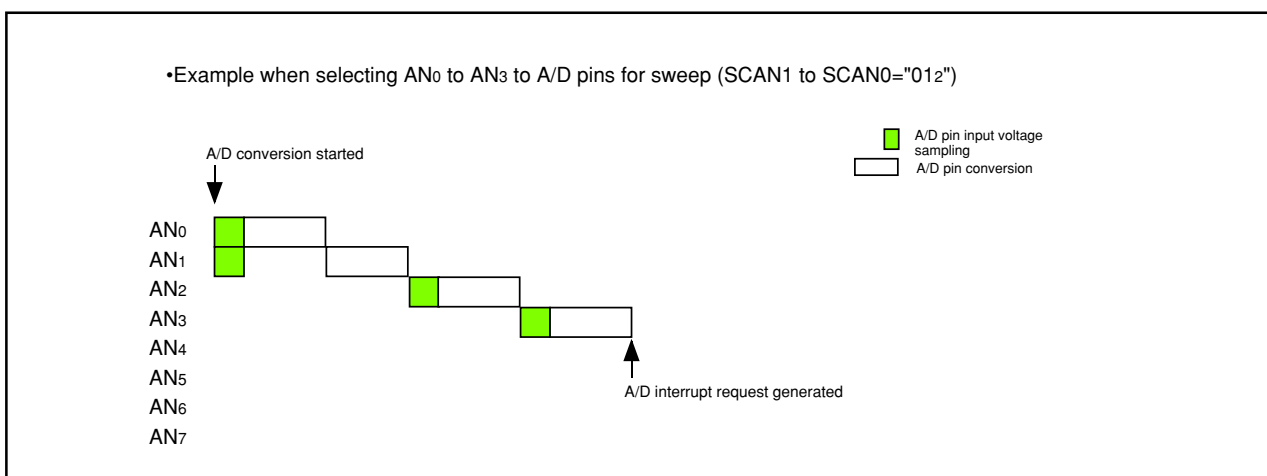 •Example when selecting AN0 to AN3 to A/D pins for sweep (SCAN1 to SCAN0="012")
A/D pin input voltage
sampling
A/D pin conversion
A/D conversion started
AN0
AN1
AN2
AN3
AN4
AN5
AN6
AN7
A/D interrupt request generated